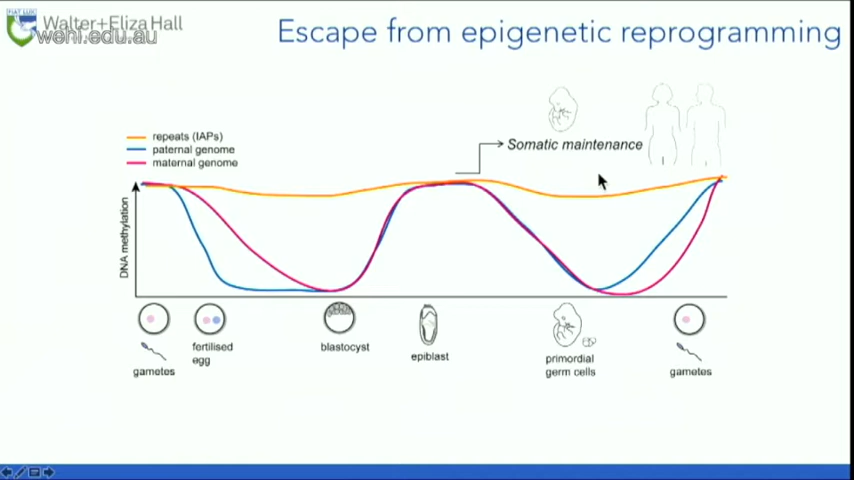 Walter+Eliza Hall
wehi.edu.au
Escape from epigenetic reprogramming
repeats (IAPs)
paternal genome
maternal genome
Somatic maintenance
DNA methylation
gametes
fertilised
egg
blastocyst
epiblast
primordial
germ cells
gametes